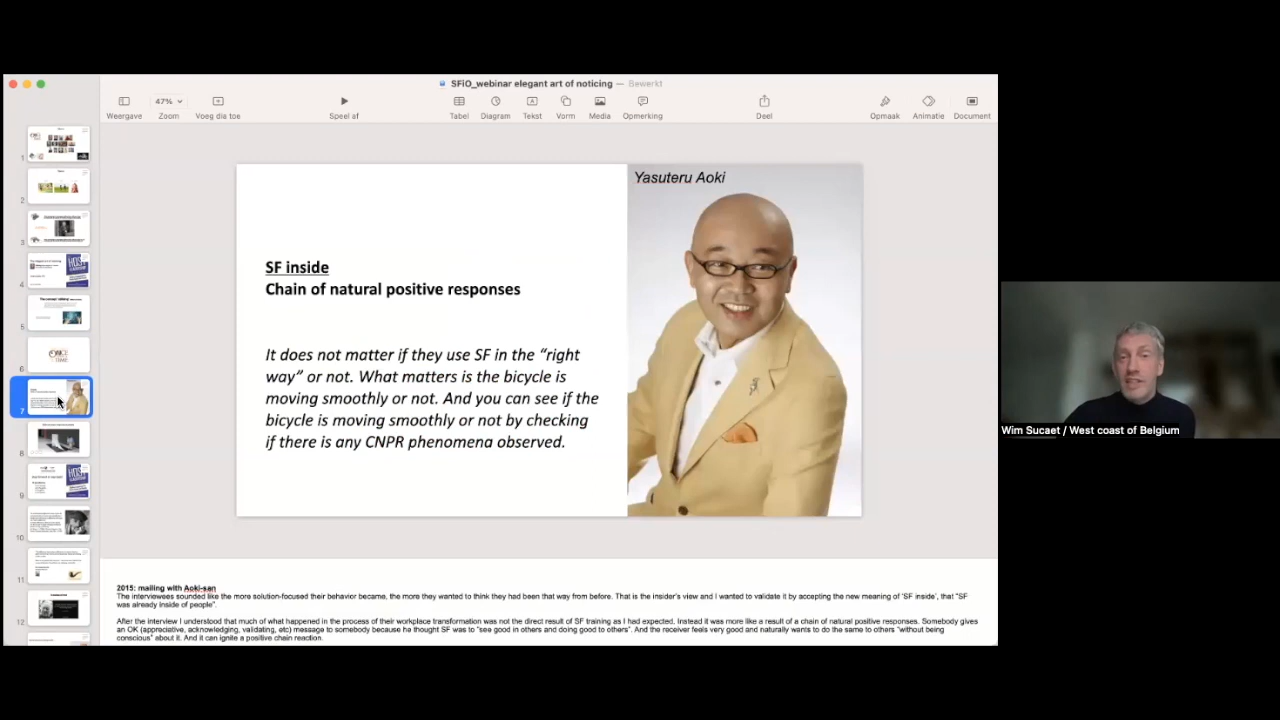 SFiO_webinar elegant art of noticing — Bewerkt
47%
Weergave Zoom Voeg dia toe Speel af Tabel Diagram Tekst Vorm Media Opmerking Deel Opmaak Animatie Document
1
2
3
4
5
6
7
8
9
10
11
12
Yasuteru Aoki
SF inside
Chain of natural positive responses
It does not matter if they use SF in the “right
way” or not. What matters is the bicycle is
moving smoothly or not. And you can see if the
bicycle is moving smoothly or not by checking
if there is any CNPR phenomena observed.
Wim Sucaet / West coast of Belgium
2015: mailing with Aoki-san
The interviewees sounded like the more solution-focused their behavior became, the more they wanted to think they had been that way from before. That is the insider's view and I wanted to validate it by accepting the new meaning of ‘SF inside’, that “SF
was already inside of people”.
After the interview I understood that much of what happened in the process of their workplace transformation was not the direct result of SF training as I had expected. Instead it was more like a result of a chain of natural positive responses. Somebody gives
an OK (appreciative, acknowledging, validating, etc) message to somebody because he thought SF was to “see good in others and doing good to others”. And the receiver feels very good and naturally wants to do the same to others “without being
conscious” about it. And it can ignite a positive chain reaction.